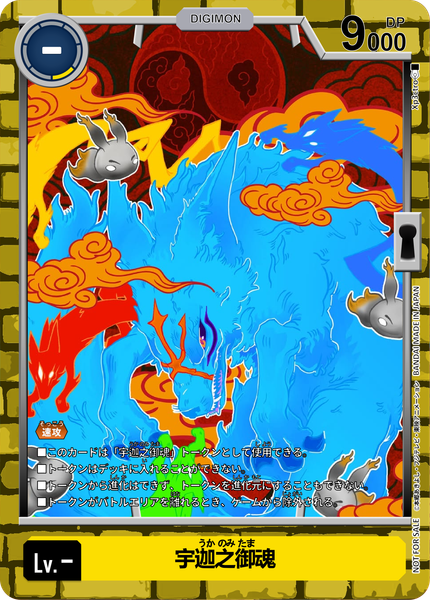 DIGIMON
DP
9000
-
Xp3ctro
速攻
そっこう
■このカードは「宇迦之御魂」トークンとして使用できる。
■トークンはデッキに入れることができない。
■トークンから進化はできず、トークンを進化元にすることもできない。
■トークンがバトルエリアを離れるとき、ゲームから除外される。
うかのみたま
宇迦之御魂
Lv.-
BANDAI MADE IN JAPAN
NOT FOR SALE